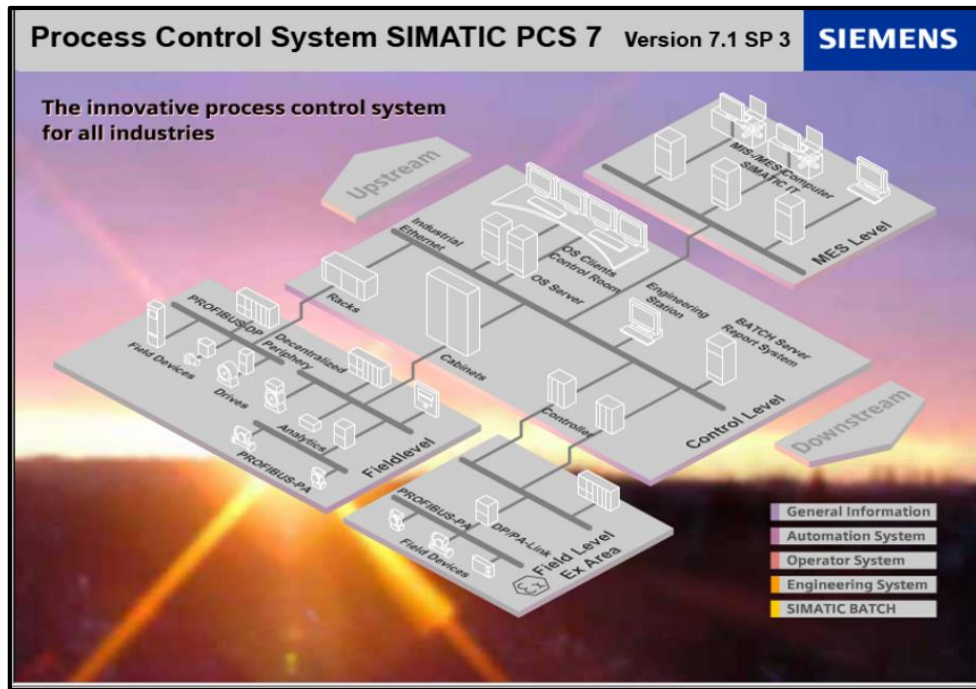 Process Control System SIMATIC PCS 7 Version 7.1 SP 3
SIEMENS
The innovative process control system
for all industries
Upstream
MIS-/MES-Computer
SIMATIC IT
MES Level
Industrial
Ethernet
OS Clients
Control Room
OS Server
Engineering
Station
BATCH Server
Report System
Racks
Cabinets
Controller
Control Level
Downstream
PROFIBUS-DP
Decentralized
Periphery
Field Devices
Drives
Analytics
PROFIBUS-PA
Fieldlevel
PROFIBUS-PA
DP/PA-Link
Field Devices
Field Level
Ex Area
Ex
General Information
Automation System
Operator System
Engineering System
SIMATIC BATCH